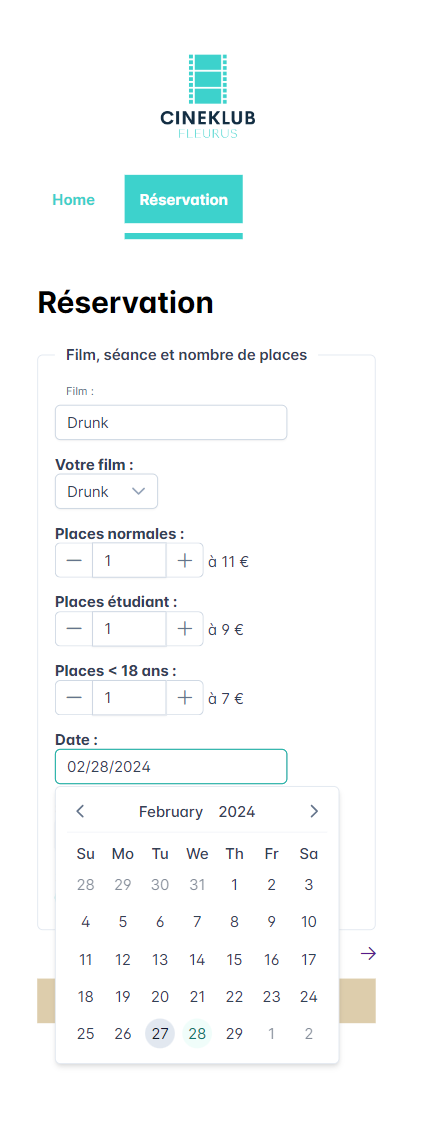 CINEKLUB
FLEURUS
Home Réservation
Réservation
Film, séance et nombre de places
Film :
Drunk
Votre film :
Drunk
Places normales :
1 à 11 €
Places étudiant :
1 à 9 €
Places < 18 ans :
1 à 7 €
Date :
02/28/2024
February 2024
Su Mo Tu We Th Fr Sa
28 29 30 31 1 2 3
4 5 6 7 8 9 10
11 12 13 14 15 16 17
18 19 20 21 22 23 24
25 26 27 28 29 1 2